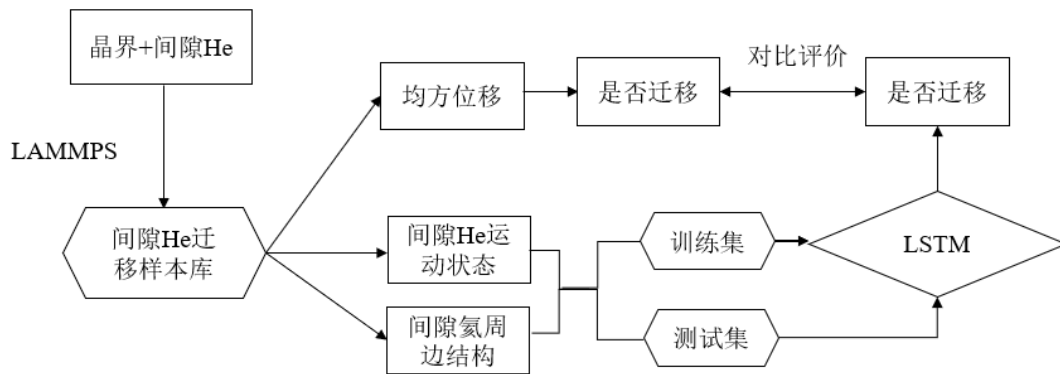 晶界+间隙He
LAMMPS
间隙He迁
移样本库
均方位移
是否迁移
对比评价
是否迁移
间隙He运
动状态
间隙氦周
边结构
训练集
测试集
LSTM